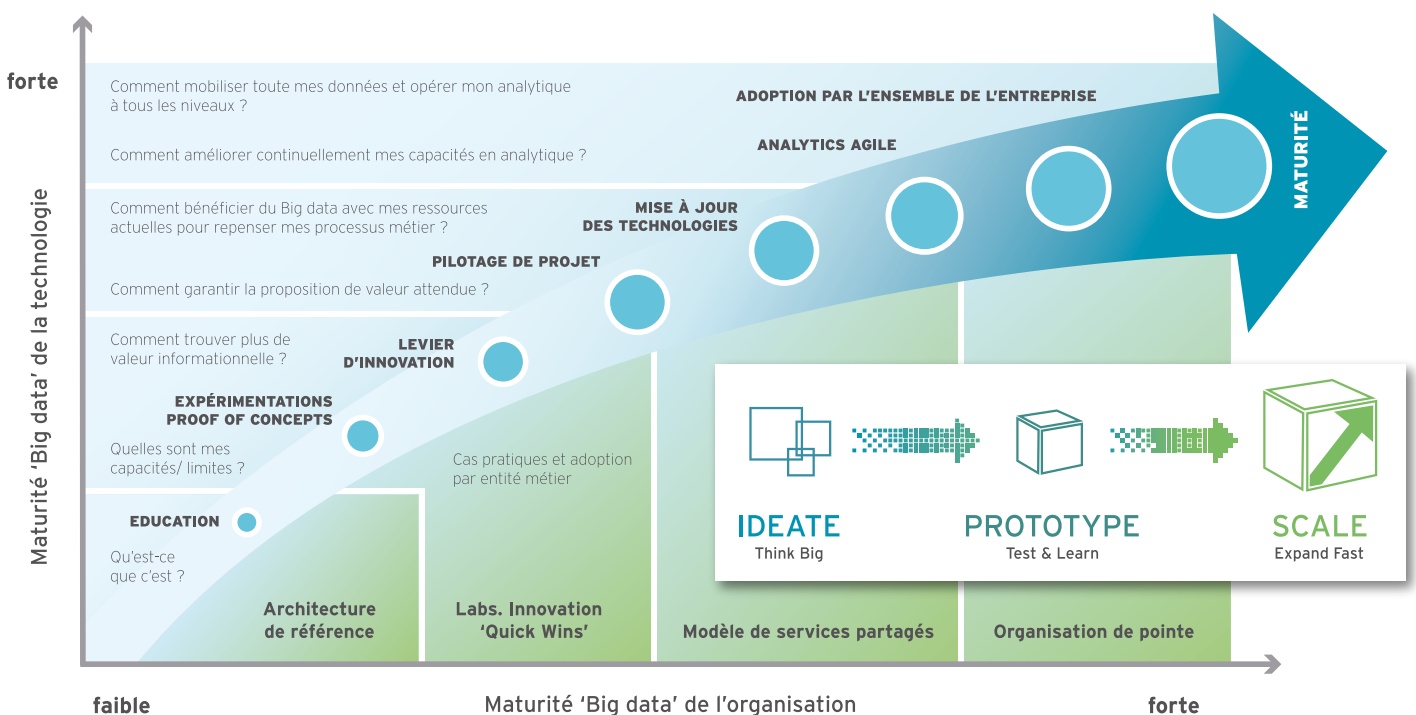 forte
Comment mobiliser toute mes données et opérer mon analytique
à tous les niveaux ?
ADOPTION PAR L'ENSEMBLE DE L'ENTREPRISE
ANALYTICS AGILE
Comment améliorer continuellement mes capacités en analytique ?
MATURITÉ
Maturité 'Big data' de la technologie
Comment bénéficier du Big data avec mes ressources
actuelles pour repenser mes processus métier ?
MISE À JOUR
DES TECHNOLOGIES
PILOTAGE DE PROJET
Comment garantir la proposition de valeur attendue ?
Comment trouver plus de
valeur informationnelle ?
LEVIER
D'INNOVATION
EXPÉRIMENTATIONS
PROOF OF CONCEPTS
Quelles sont mes
capacités/ limites ?
Cas pratiques et adoption
par entité métier
EDUCATION
Qu'est-ce
que c'est ?
IDEATE
Think Big
PROTOTYPE
Test & Learn
SCALE
Expand Fast
Architecture
de référence
Labs. Innovation
'Quick Wins'
Modèle de services partagés
Organisation de pointe
faible
Maturité 'Big data' de l'organisation
forte